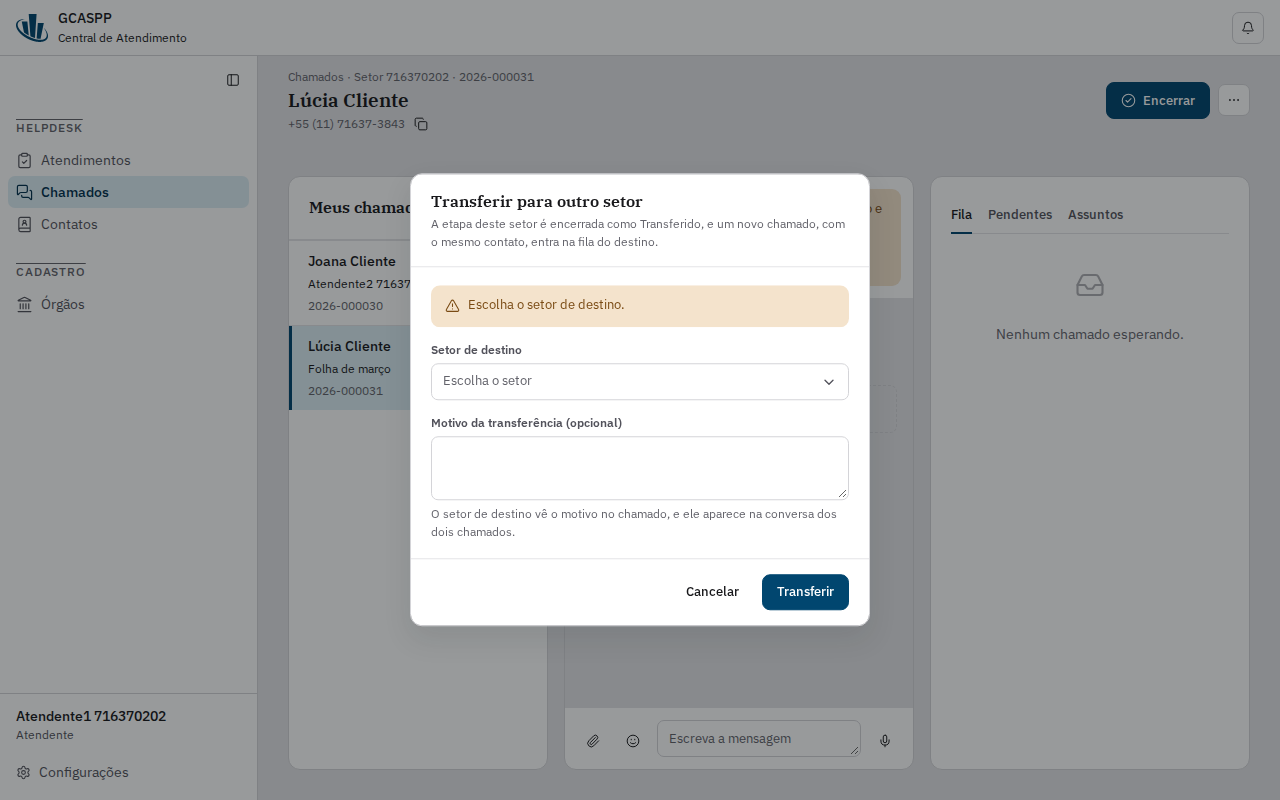 GCASPP
Central de Atendimento
HELPDESK
Atendimentos
Chamados
Contatos
CADASTRO
Órgãos
Atendente1 716370202
Atendente
Configurações
Chamados · Setor 716370202 · 2026-000031
Lúcia Cliente
+55 (11) 71637-3843
Encerrar
Meus chamad
Joana Cliente
Atendente2 71637
2026-000030
Lúcia Cliente
Folha de março
2026-000031
e
Transferir para outro setor
A etapa deste setor é encerrada como Transferido, e um novo chamado, com
o mesmo contato, entra na fila do destino.
Escolha o setor de destino.
Setor de destino
Escolha o setor
Motivo da transferência (opcional)
O setor de destino vê o motivo no chamado, e ele aparece na conversa dos
dois chamados.
Cancelar
Transferir
Escreva a mensagem
Fila
Pendentes
Assuntos
Nenhum chamado esperando.